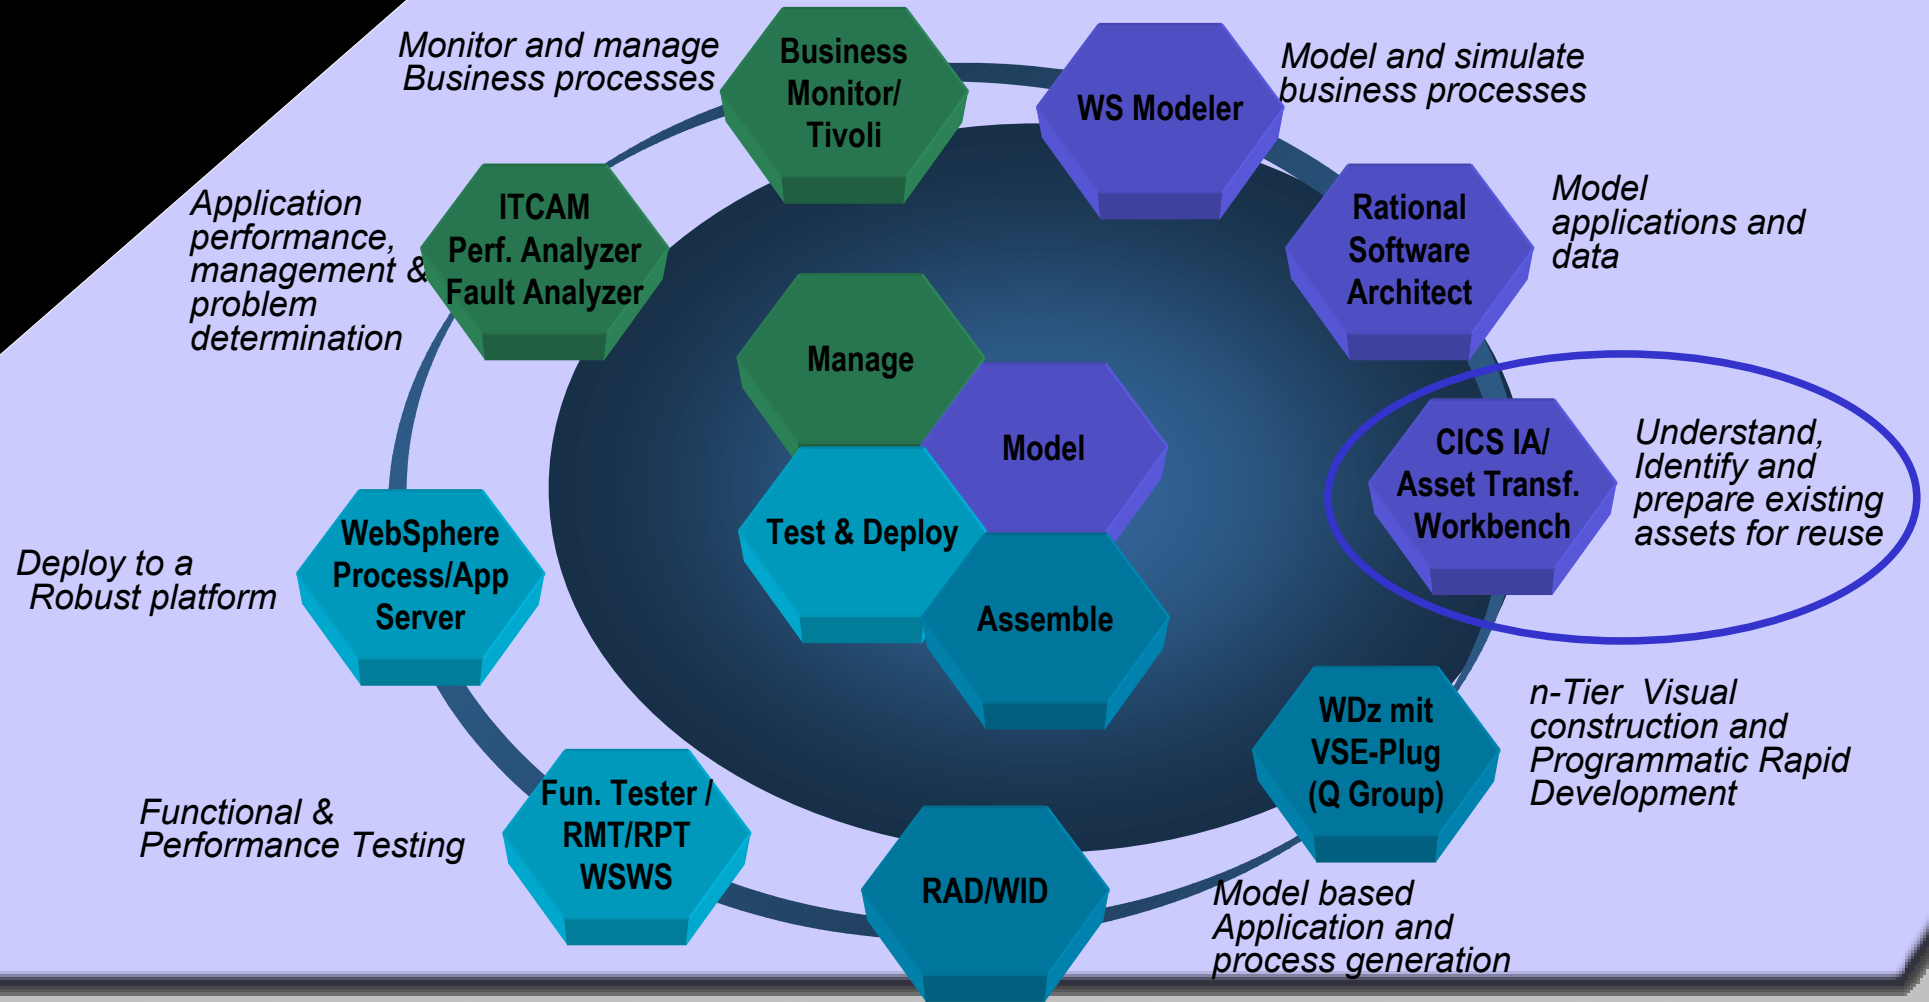 Monitor and manage
Business processes
Business
Monitor/
Tivoli
WS Modeler
Model and simulate
business processes
Application
performance,
management &
problem
determination
ITCAM
Perf. Analyzer
Fault Analyzer
Rational
Software
Architect
Model
applications and
data
Manage
Model
Test & Deploy
Assemble
CICS IA/
Asset Transf.
Workbench
Understand,
Identify and
prepare existing
assets for reuse
Deploy to a
Robust platform
WebSphere
Process/App
Server
WDz mit
VSE-Plug
(Q Group)
n-Tier  Visual
construction and
Programmatic Rapid
Development
Functional &
Performance Testing
Fun. Tester /
RMT/RPT
WSWS
RAD/WID
Model based
Application and
process generation